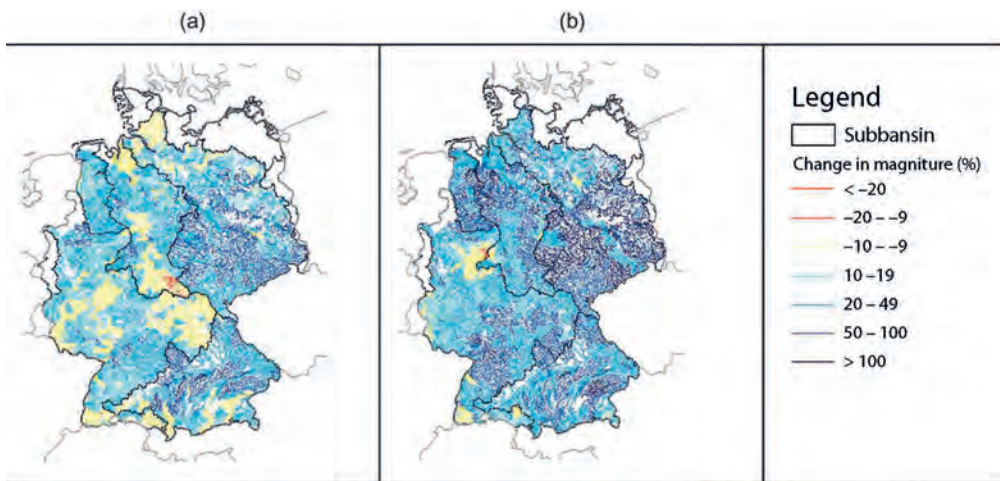 (a)
(b)
Legend
Subbansin
Change in magniture (%)
< –20
–20 – –9
–10 – –9
10 –19
20 – 49
50 – 100
> 100